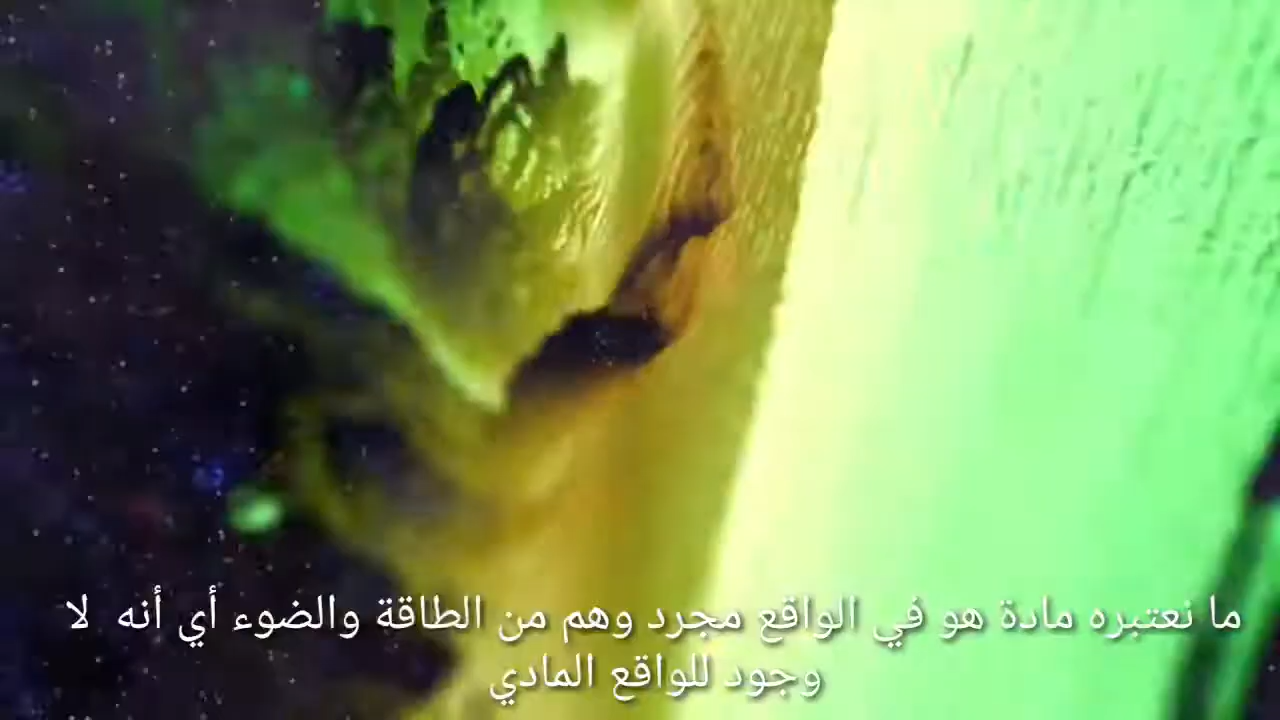 ما نعتبره مادة هو في الواقع مجرد وهم من الطاقة والضوء أي أنه  لا
وجود للواقع المادي